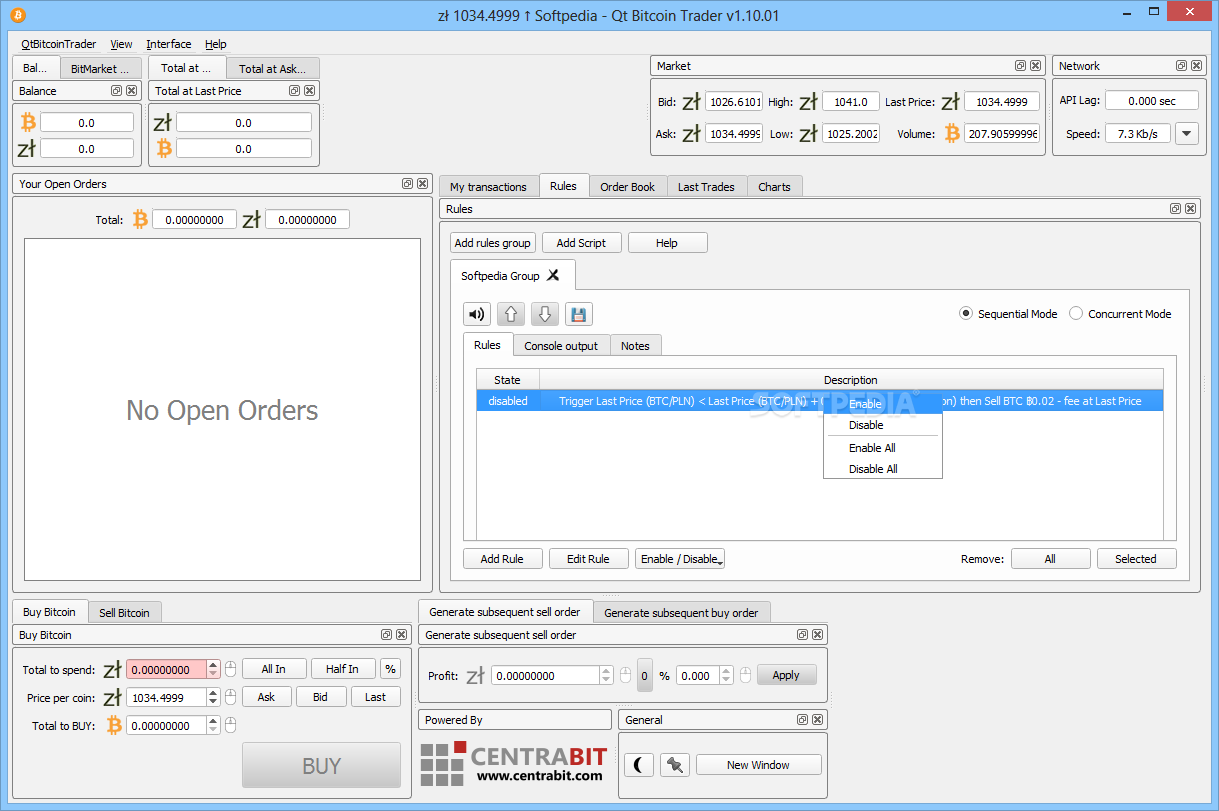 zł 1034.4999 ↑ Softpedia - Qt Bitcoin Trader v1.10.01
QtBitcoinTrader View Interface Help
Bal... BitMarket ... Total at ... Total at Ask...
Balance
Total at Last Price
0.0
zł 0.0
zł 0.0
0.0
Market
Bid: zł 1026.6101 High: zł 1041.0 Last Price: zł 1034.4999
Ask: zł 1034.4999 Low: zł 1025.2002 Volume: 207.90599996
Network
API Lag: 0.000 sec
Speed: 7.3 Kb/s
Your Open Orders
Total: 0.00000000 zł 0.00000000
No Open Orders
My transactions Rules Order Book Last Trades Charts
Rules
Add rules group Add Script Help
Softpedia Group
Sequential Mode Concurrent Mode
Rules Console output Notes
State Description
disabled Trigger Last Price (BTC/PLN) < Last Price (BTC/PLN) + on) then Sell BTC ฿0.02 - fee at Last Price
SOFTPEDIA
Enable
Disable
Enable All
Disable All
Add Rule Edit Rule Enable / Disable Remove: All Selected
Buy Bitcoin Sell Bitcoin
Buy Bitcoin
Total to spend: zł 0.00000000 All In Half In %
Price per coin: zł 1034.4999 Ask Bid Last
Total to BUY: 0.00000000
BUY
Generate subsequent sell order Generate subsequent buy order
Generate subsequent sell order
Profit: zł 0.00000000 0 % 0.000 Apply
Powered By
CENTRABIT
www.centrabit.com
General
New Window